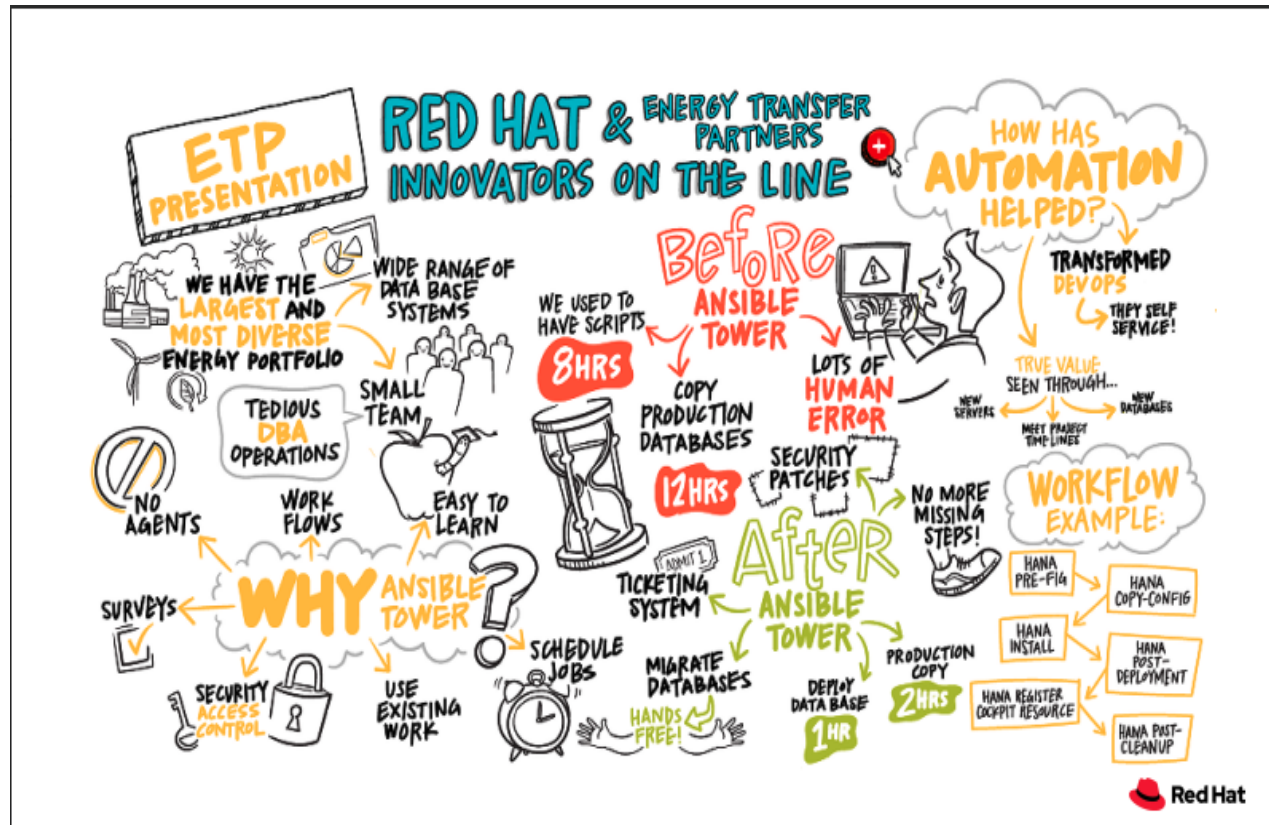 ETP
PRESENTATION
RED HAT & ENERGY TRANSFER
PARTNERS
INNOVATORS ON THE LINE
WE HAVE THE
LARGEST AND
MOST DIVERSE
ENERGY PORTFOLIO
WIDE RANGE OF
DATA BASE
SYSTEMS
SMALL
TEAM
TEDIOUS
DBA
OPERATIONS
NO
AGENTS
WORK
FLOWS
EASY TO
LEARN
WHY ANSIBLE
TOWER ?
SURVEYS
SECURITY
ACCESS
CONTROL
USE
EXISTING
WORK
SCHEDULE
JOBS
Before
ANSIBLE
TOWER
WE USED TO
HAVE SCRIPTS
8HRS
COPY
PRODUCTION
DATABASES
12HRS
LOTS OF
HUMAN
ERROR
After
ANSIBLE
TOWER
SECURITY
PATCHES
NO MORE
MISSING
STEPS!
ADMIT 1
TICKETING
SYSTEM
MIGRATE
DATABASES
HANDS
FREE!
DEPLOY
DATA BASE
1HR
PRODUCTION
COPY
2HRS
HOW HAS
AUTOMATION
HELPED?
TRANSFORMED
DEVOPS
THEY SELF
SERVICE!
TRUE VALUE
SEEN THROUGH...
NEW
SERVERS
MEET PROJECT
TIME LINES
NEW
DATABASES
WORKFLOW
EXAMPLE:
HANA
PRE-FIG
HANA
COPY-CONFIG
HANA
INSTALL
HANA
POST-
DEPLOYMENT
HANA REGISTER
COCKPIT RESOURCE
HANA POST-
CLEANUP
Red Hat